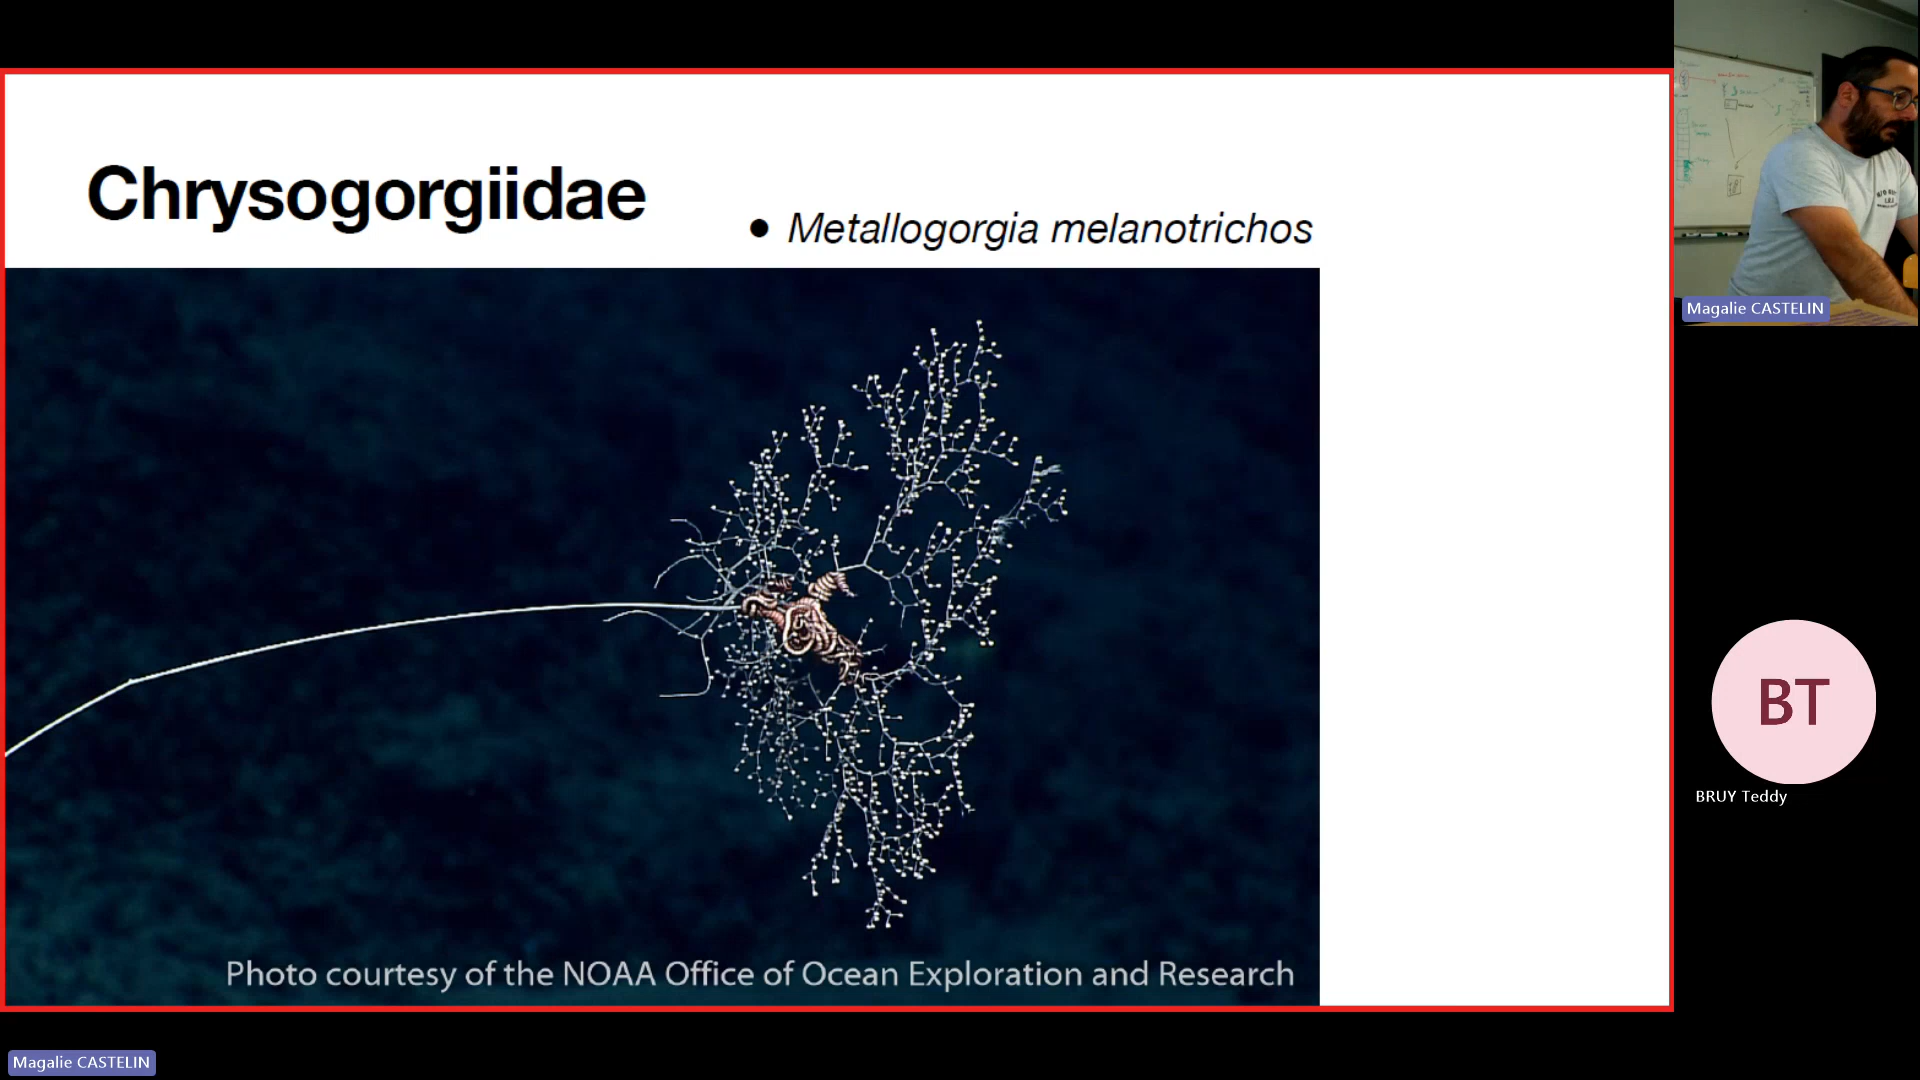 Chrysogorgiidae
● Metallogorgia melanotrichos
Photo courtesy of the NOAA Office of Ocean Exploration and Research
Magalie CASTELIN
BT
BRUY Teddy
Magalie CASTELIN